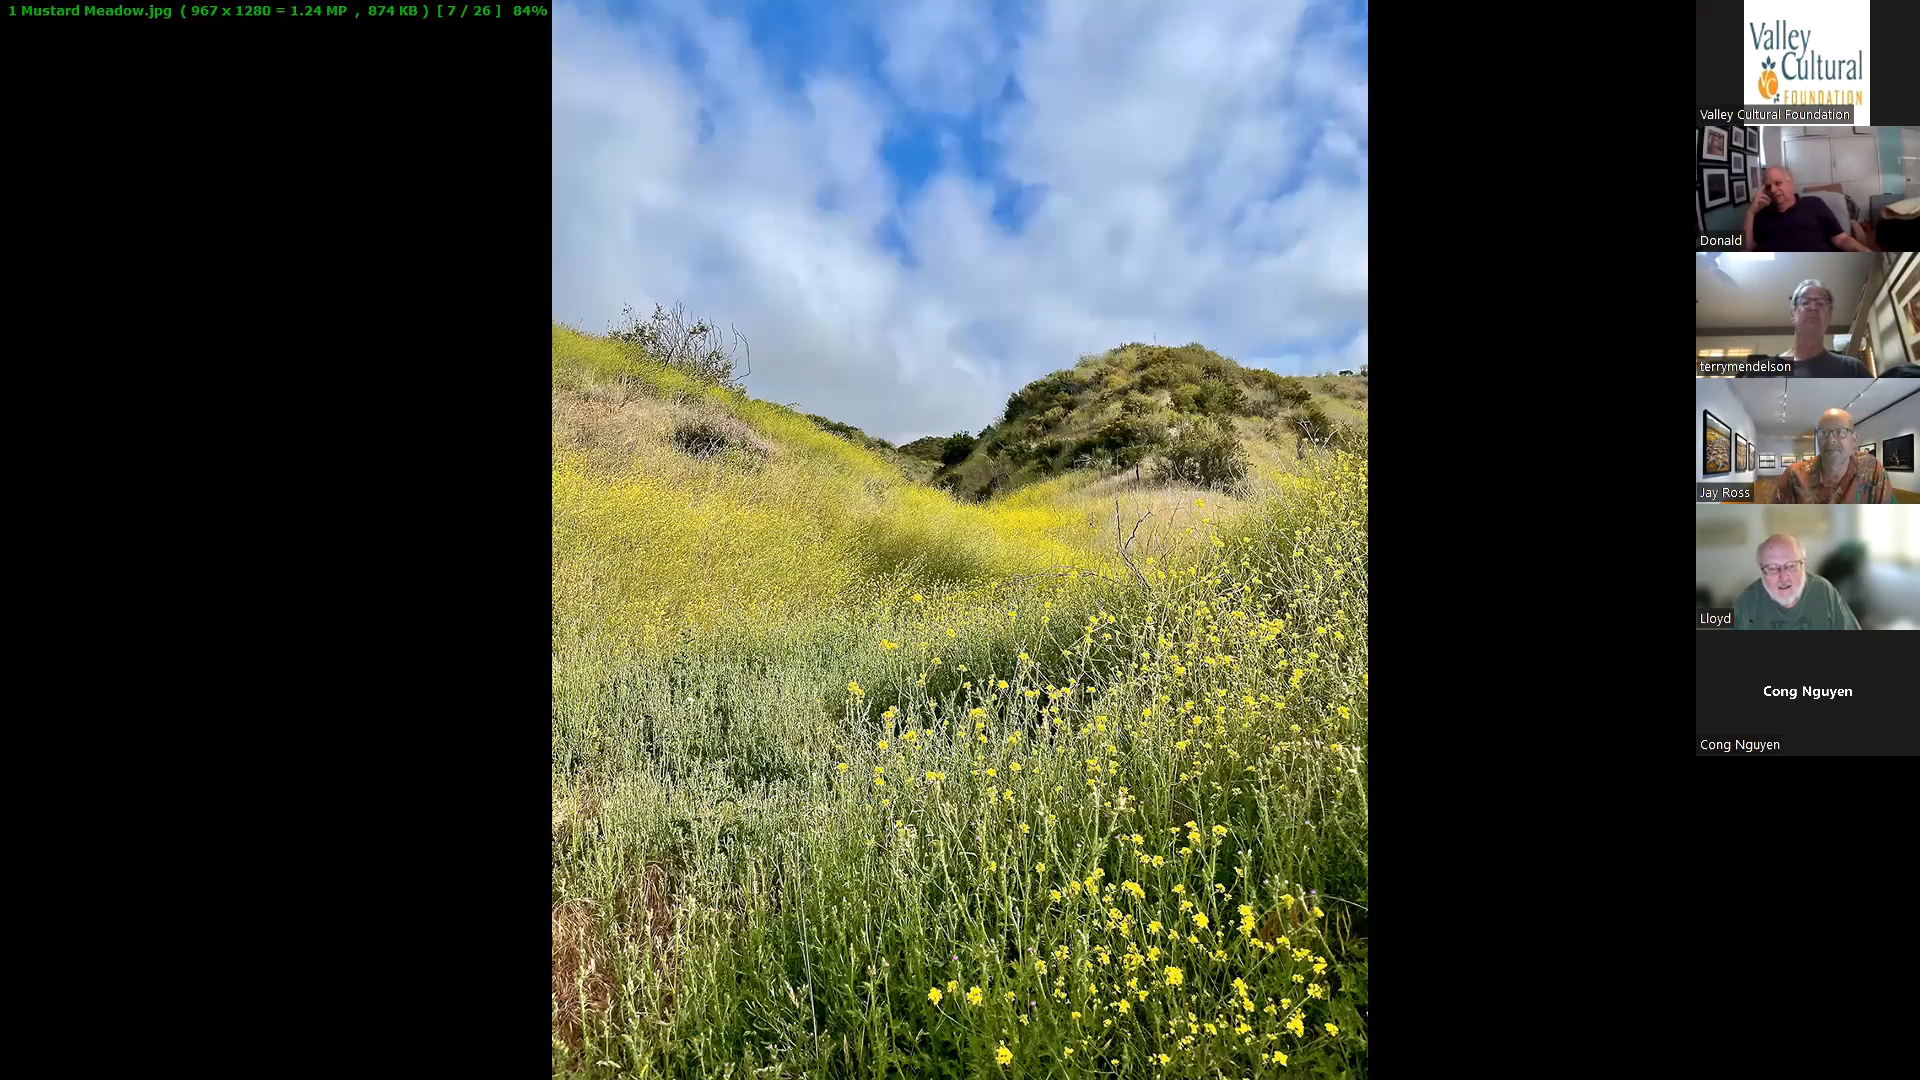 1 Mustard Meadow.jpg ( 967 x 1280 = 1.24 MP , 874 KB ) [ 7 / 26 ] 84%
Valley
Cultural
FOUNDATION
Valley Cultural Foundation
Donald
terrymendelson
Jay Ross
Lloyd
Cong Nguyen
Cong Nguyen